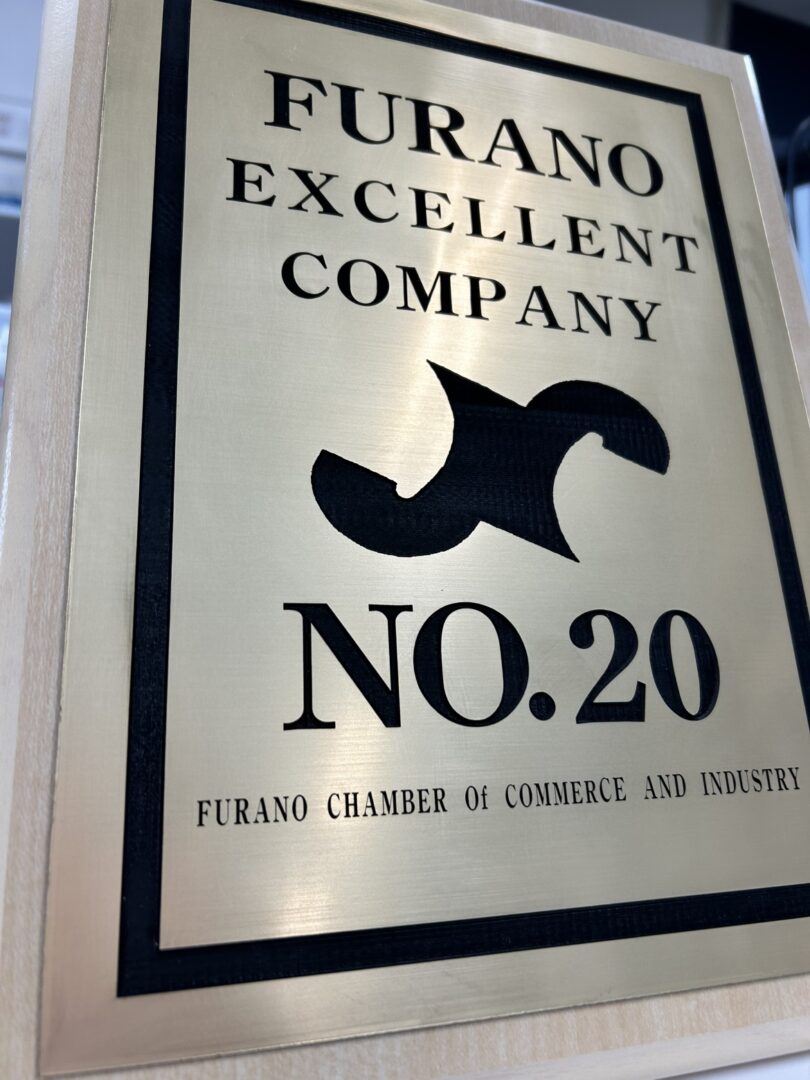 FURANO
EXCELLENT
COMPANY
NO.20
FURANO CHAMBER Of COMMERCE AND INDUSTRY